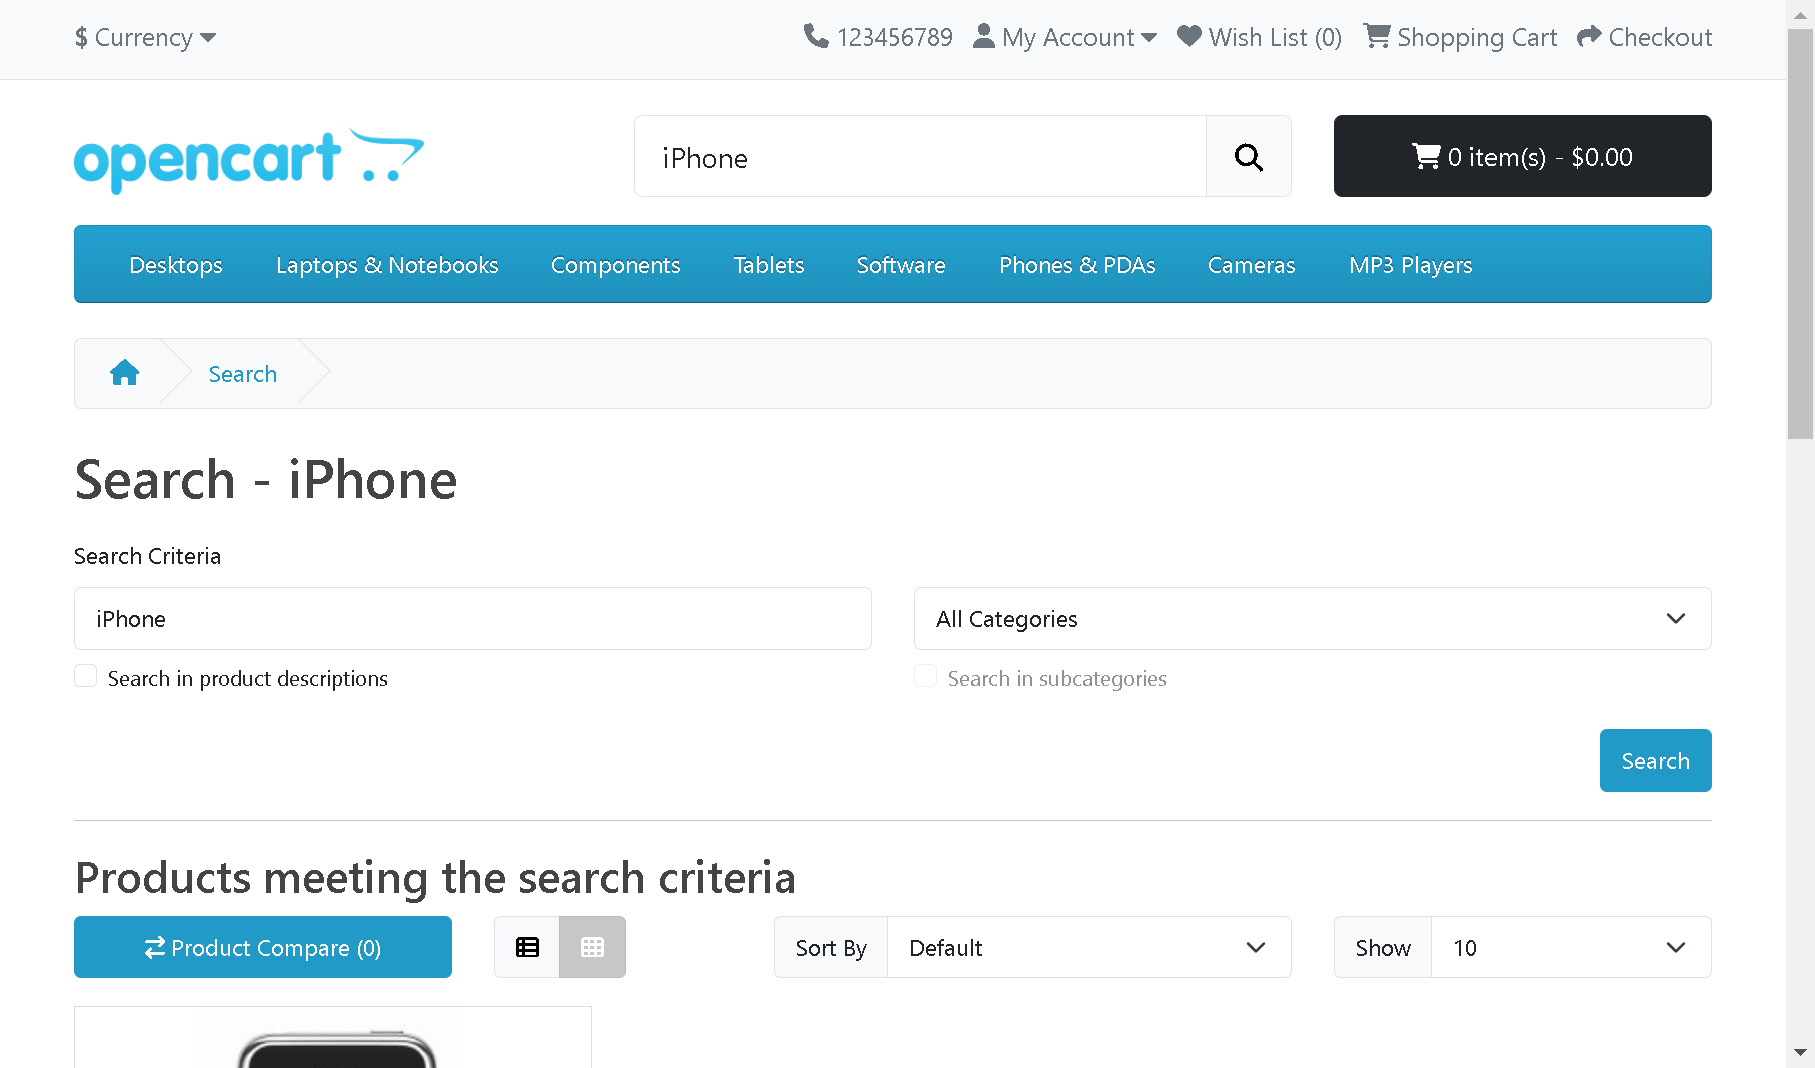 $ Currency
123456789 My Account Wish List (0) Shopping Cart Checkout
opencart
iPhone
0 item(s) - $0.00
Desktops Laptops & Notebooks Components Tablets Software Phones & PDAs Cameras MP3 Players
Search
Search - iPhone
Search Criteria
iPhone
All Categories
Search in product descriptions
Search in subcategories
Search
Products meeting the search criteria
Product Compare (0)
Sort By Default
Show 10